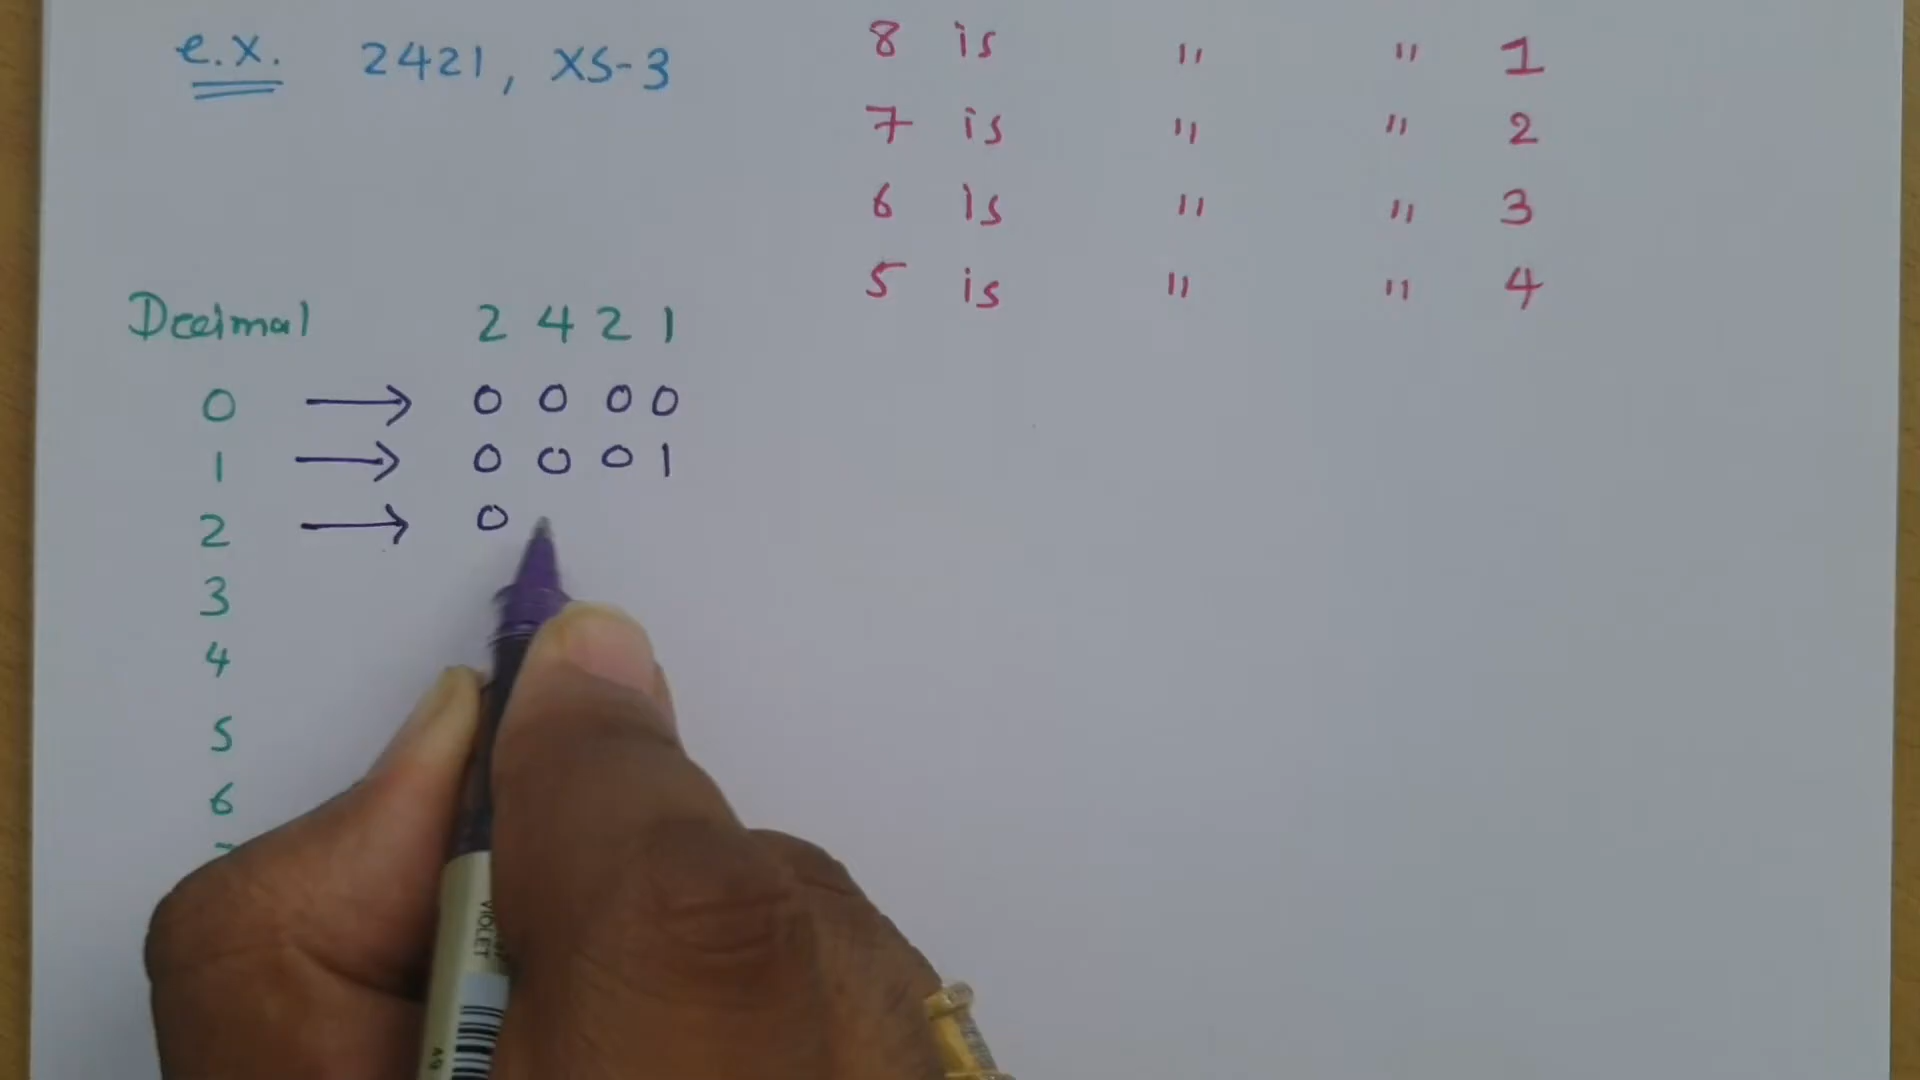 e.x. 2421, XS-3
8 is " " 1
7 is " " 2
6 is " " 3
5 is " " 4
Decimal 2 4 2 1
0 → 0 0 0 0
1 → 0 0 0 1
2 → 0
3
4
5
6
VIOLET